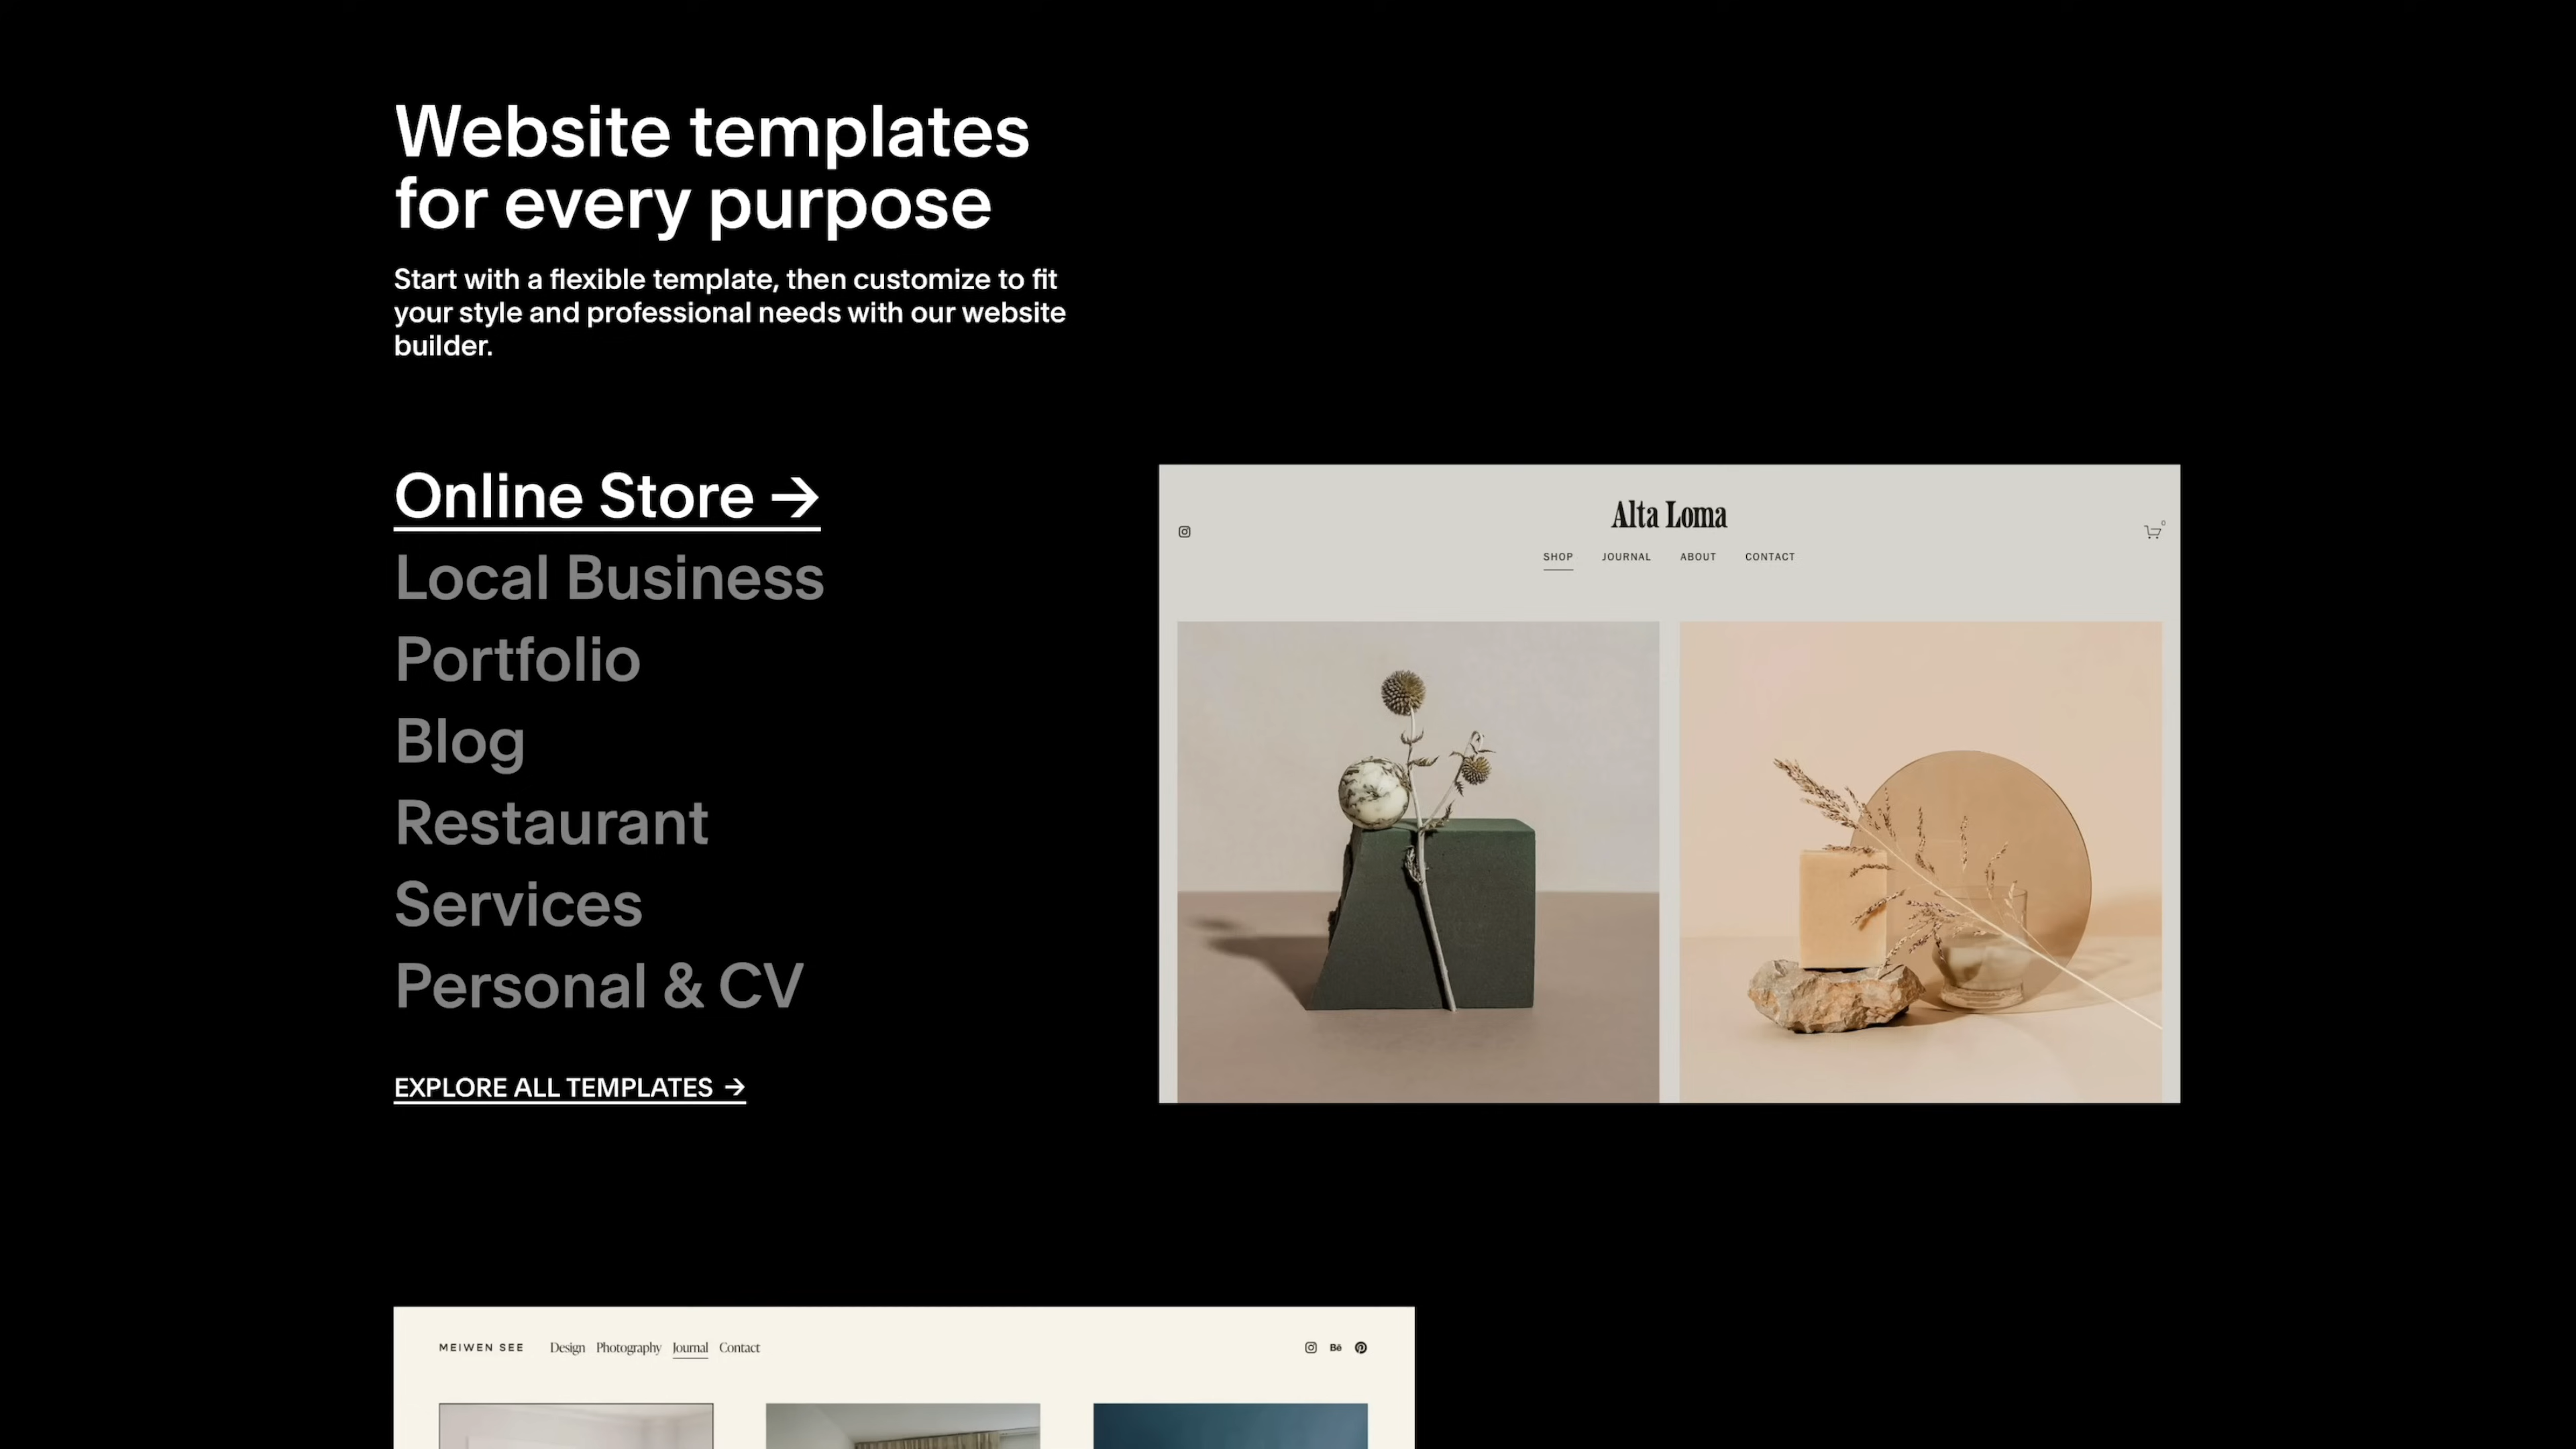 Website templates
for every purpose
Start with a flexible template, then customize to fit
your style and professional needs with our website
builder.
Online Store →
Local Business
Portfolio
Blog
Restaurant
Services
Personal & CV
EXPLORE ALL TEMPLATES →
Alta Loma
0
SHOP JOURNAL ABOUT CONTACT
MEIWEN SEE Design Photography Journal Contact
Bē